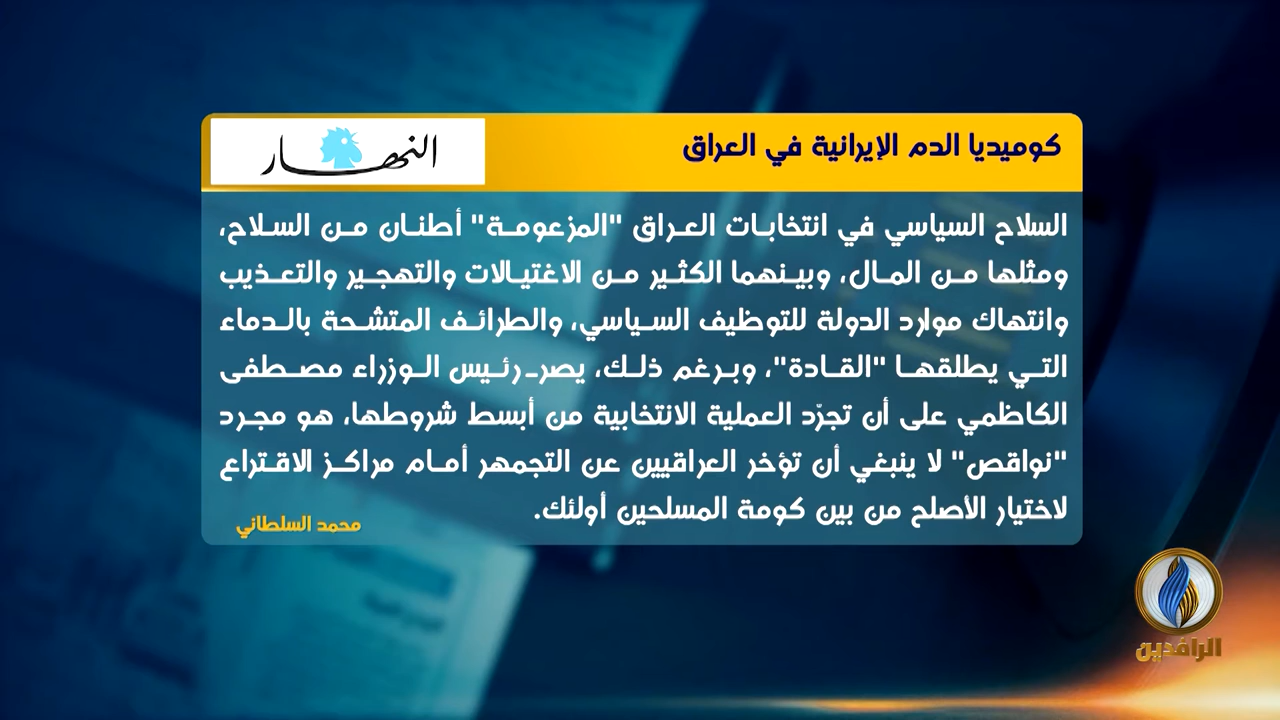 كوميديا الدم الإيرانية في العراق
النهار
السلاح السياسي في انتخابات العراق "المزعومة" أطنان من السلاح،
ومثلها من المال، وبينهما الكثير من الاغتيالات والتهجير والتعذيب
وانتهاك موارد الدولة للتوظيف السياسي، والطرائف المتشحة بالدماء
التي يطلقها "القادة"، وبرغم ذلك، يصر رئيس الوزراء مصطفى
الكاظمي على أن تجرّد العملية الانتخابية من أبسط شروطها، هو مجرد
"نواقص" لا ينبغي أن تؤخر العراقيين عن التجمهر أمام مراكز الاقتراع
لاختيار الأصلح من بين كومة المسلحين أولئك.
محمد السلطاني
الرافدين